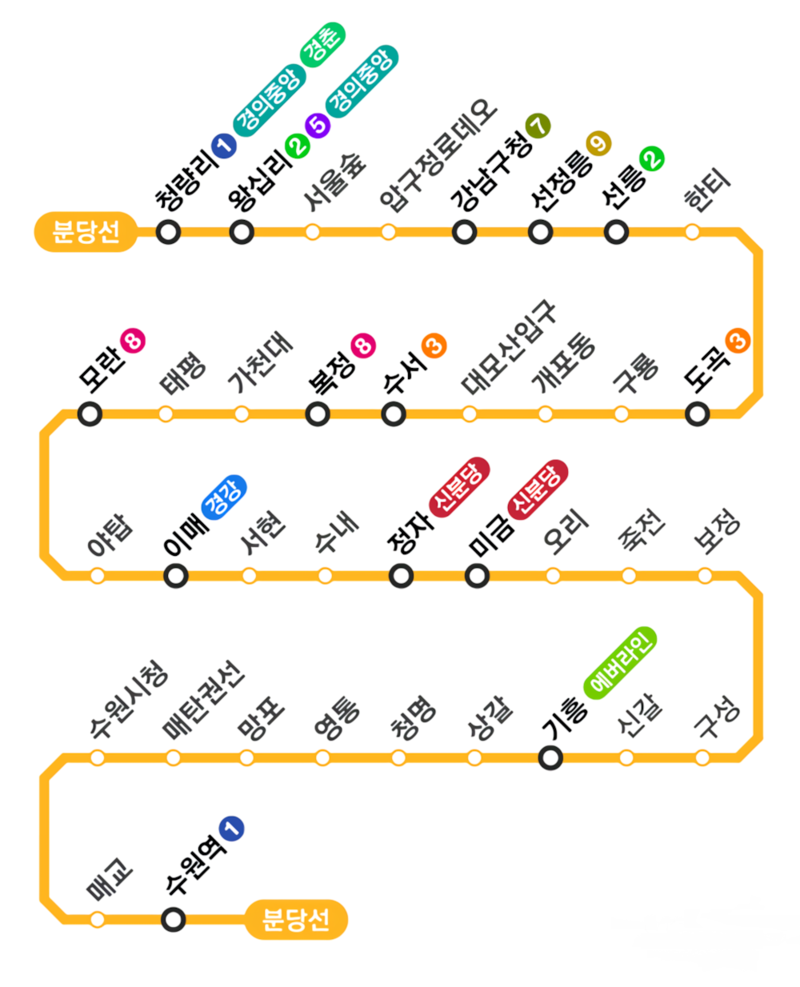 분당선
청량리 1 경의중앙 경춘
왕십리 2 5 경의중앙
서울숲
압구정로데오
강남구청 7
선정릉 9
선릉 2
한티
모란 8
태평
가천대
복정 8
수서 3
대모산입구
개포동
구룡
도곡 3
야탑
이매 경강
서현
수내
정자 신분당
미금 신분당
오리
죽전
보정
수원시청
매탄권선
망포
영통
청명
상갈
기흥 에버라인
신갈
구성
매교
수원역 1
분당선